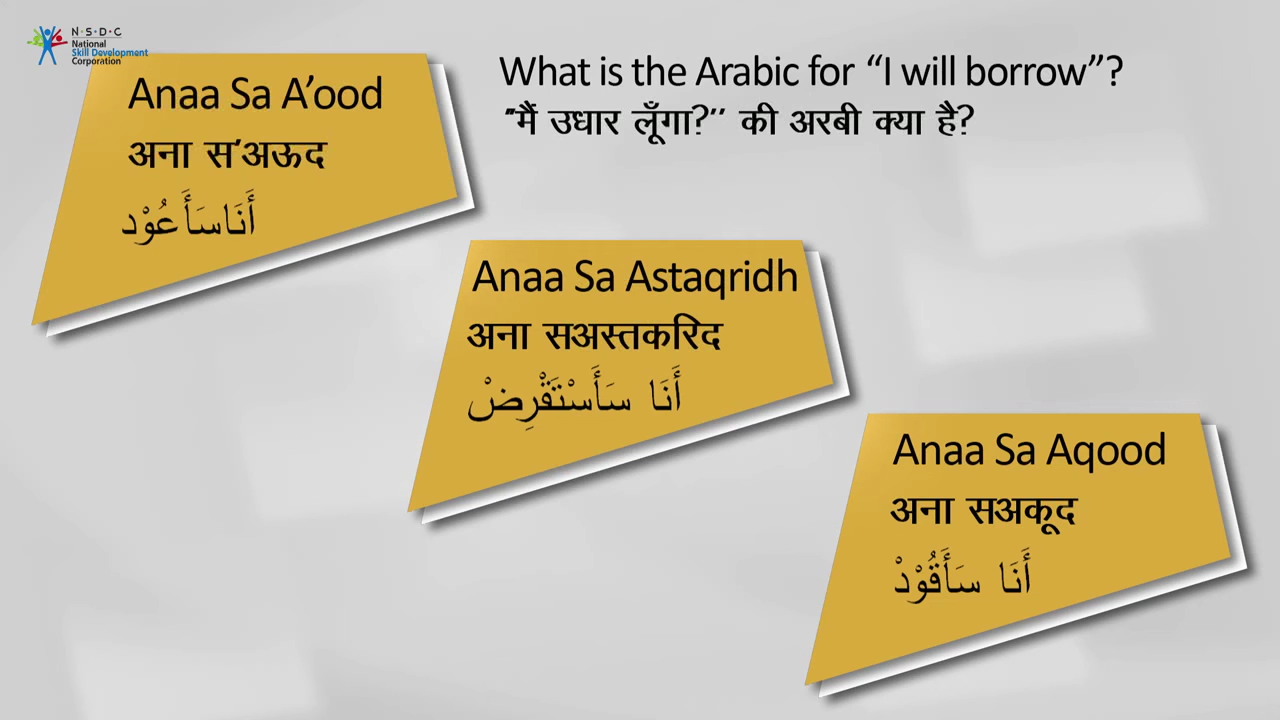 N·S·D·C
National
Skill Development
Corporation
What is the Arabic for “I will borrow”?
"मैं उधार लूँगा?'' की अरबी क्या है?
Anaa Sa A’ood
अना स'अऊद
أَنَاسَأَعُوْد
Anaa Sa Astaqridh
अना सअस्तकरिद
أَنَا سَأَسْتَقْرِضْ
Anaa Sa Aqood
अना सअकूद
أَنَا سَأَقُوْدْ